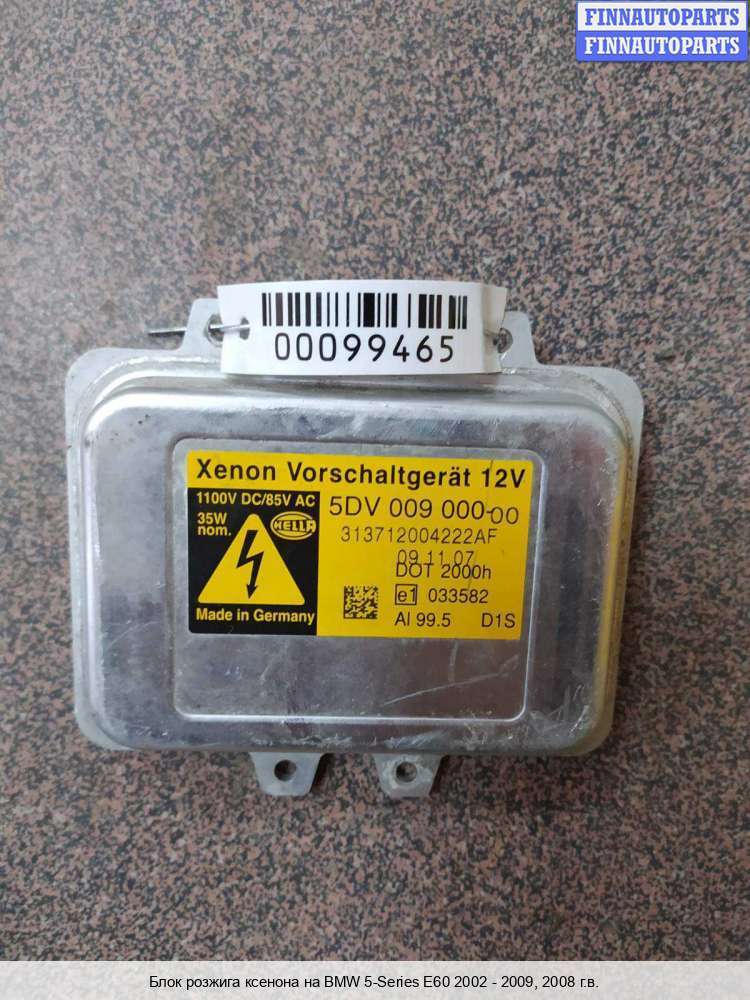 FINNAUTOPARTS
FINNAUTOPARTS
00099465
Xenon Vorschaltgerät 12V
1100V DC/85V AC
35W
nom.
HELLA
5DV 009 000-00
313712004222AF
09.11.07
DOT 2000h
e1 033582
Made in Germany
Al 99.5 D1S
Блок розжига ксенона на BMW 5-Series E60 2002 - 2009, 2008 г.в.